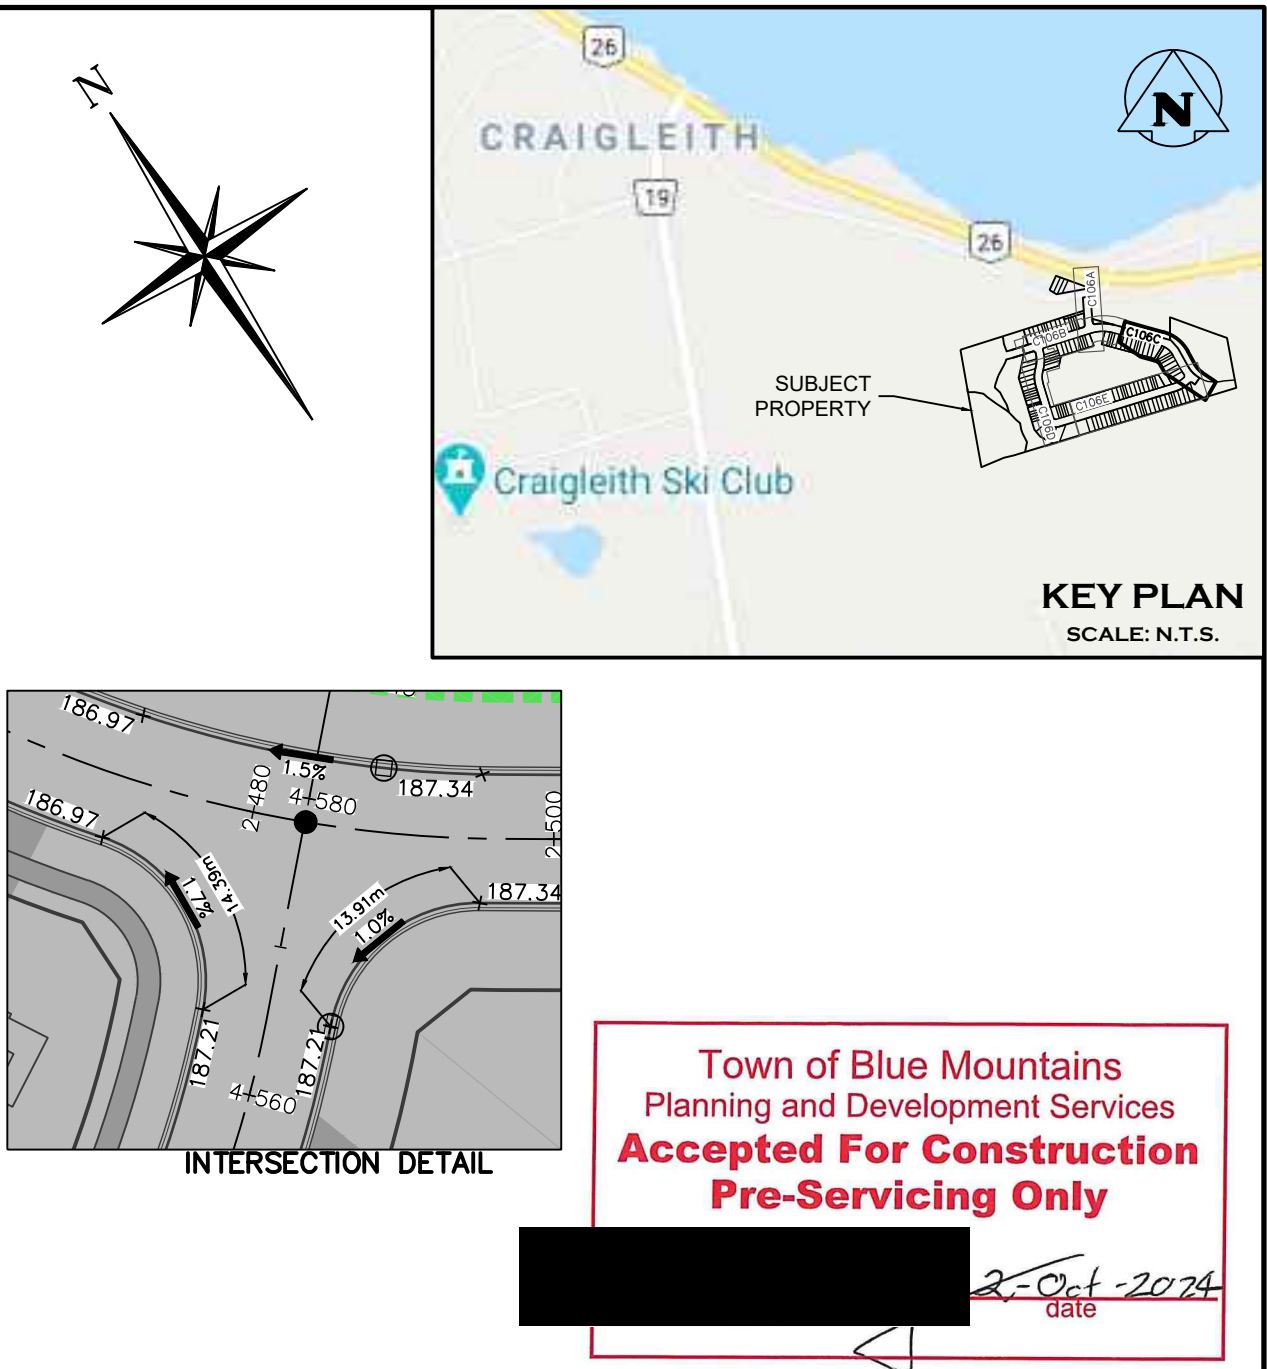 N
26
CRAIGLEITH
19
26
N
C106A
C106B
C106C
C106D
C106E
SUBJECT
PROPERTY
Craigleith Ski Club
KEY PLAN
SCALE: N.T.S.
186.97
1.5%
187.34
2+480
4+580
2+500
186.97
14.39m
1.7%
13.91m
1.0%
187.34
187.21
187.21
4+560
INTERSECTION DETAIL
Town of Blue Mountains
Planning and Development Services
Accepted For Construction
Pre-Servicing Only
2-Oct-2024
date